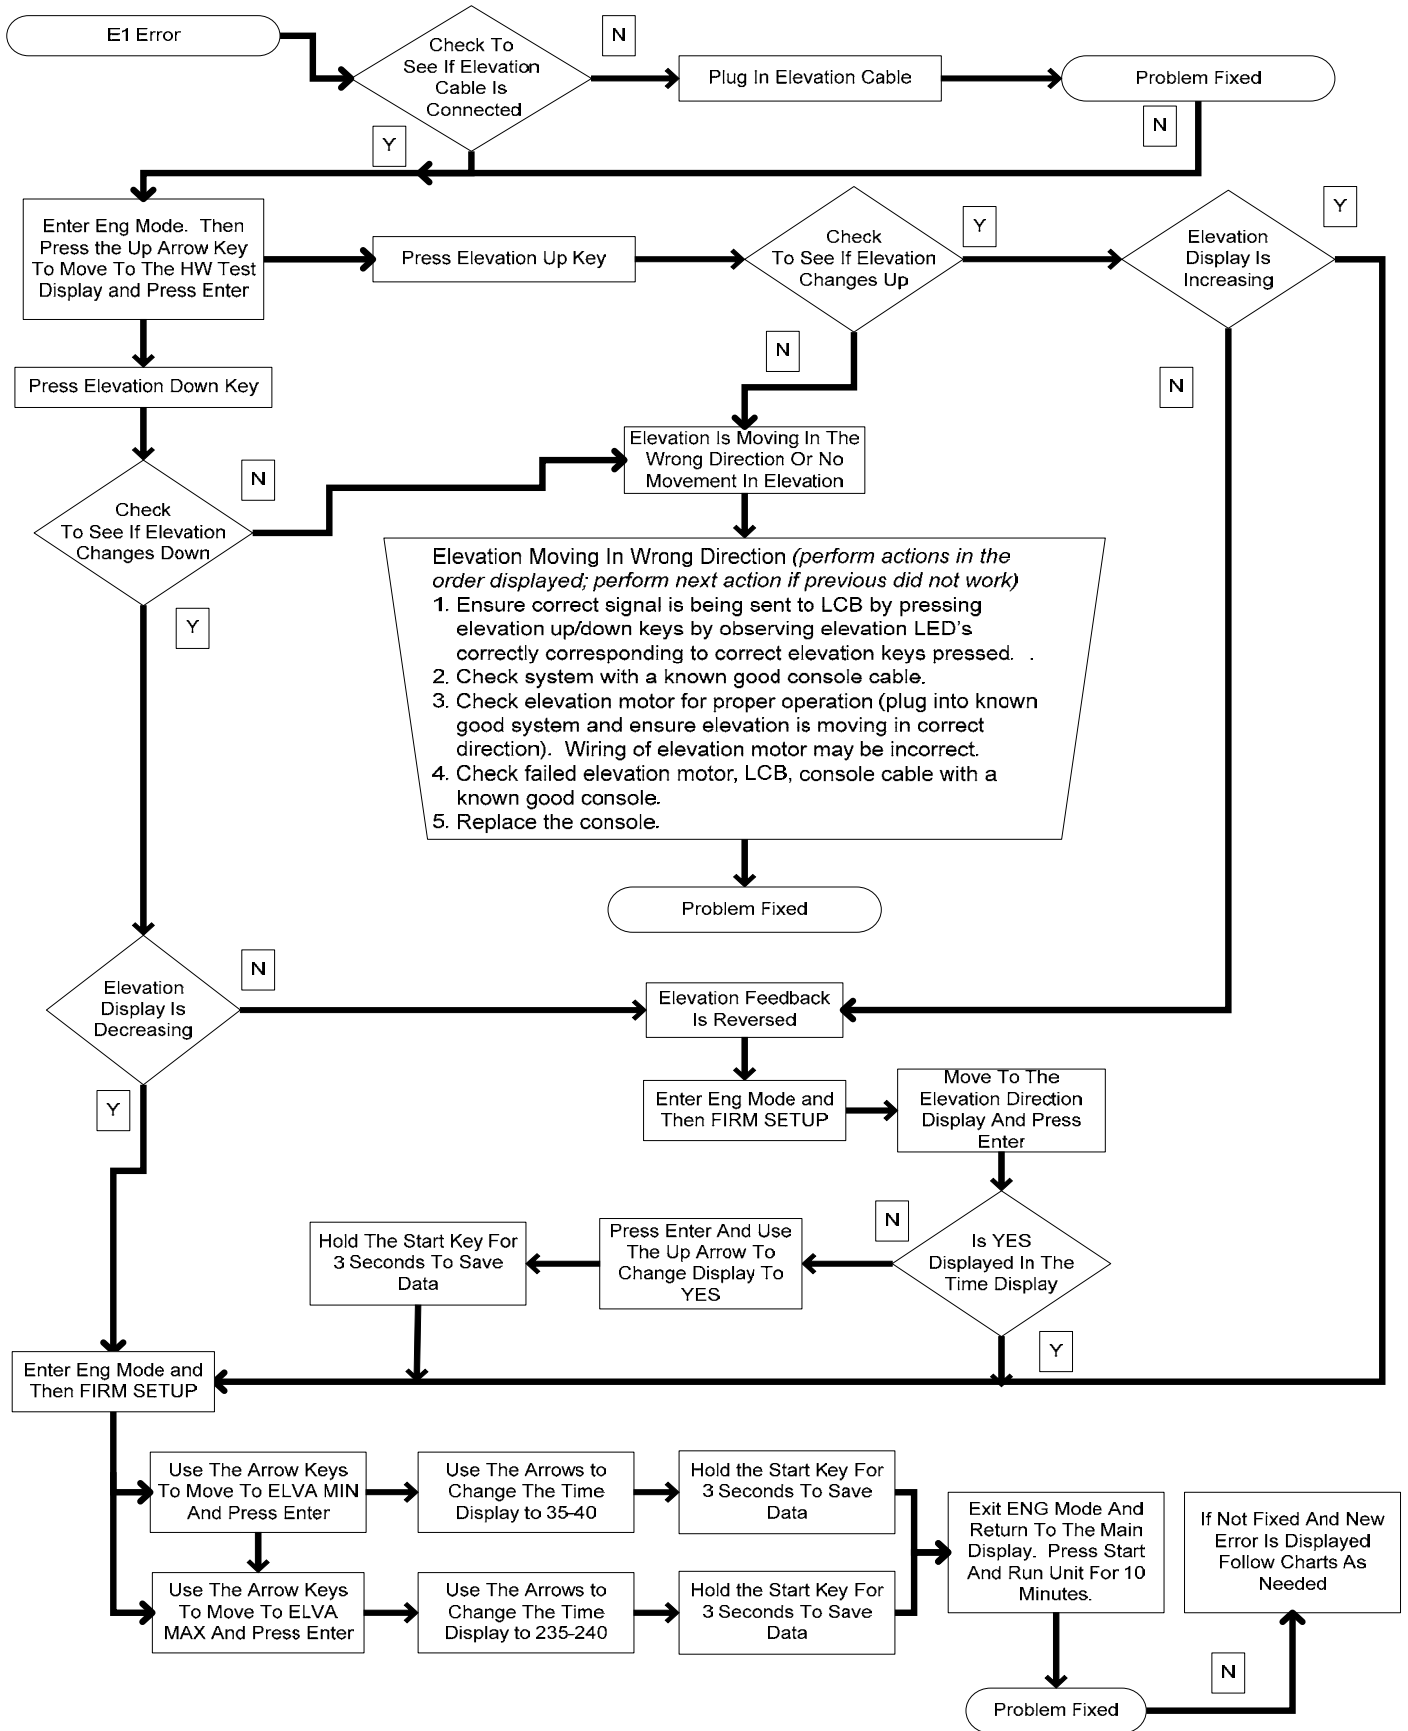 E1 Error
Check To
See If Elevation
Cable Is
Connected
N
Plug In Elevation Cable
Problem Fixed
N
Y
Enter Eng Mode. Then
Press the Up Arrow Key
To Move To The HW Test
Display and Press Enter
Press Elevation Up Key
Check
To See If Elevation
Changes Up
Y
Elevation
Display Is
Increasing
Y
N
N
Press Elevation Down Key
Elevation Is Moving In The
Wrong Direction Or No
Movement In Elevation
Check
To See If Elevation
Changes Down
N
Y
Elevation Moving In Wrong Direction (perform actions in the
order displayed; perform next action if previous did not work)
1. Ensure correct signal is being sent to LCB by pressing
elevation up/down keys by observing elevation LED's
correctly corresponding to correct elevation keys pressed. .
2. Check system with a known good console cable.
3. Check elevation motor for proper operation (plug into known
good system and ensure elevation is moving in correct
direction). Wiring of elevation motor may be incorrect.
4. Check failed elevation motor, LCB, console cable with a
known good console.
5. Replace the console.
Problem Fixed
Elevation
Display Is
Decreasing
N
Y
Elevation Feedback
Is Reversed
Enter Eng Mode and
Then FIRM SETUP
Move To The
Elevation Direction
Display And Press
Enter
Is YES
Displayed In The
Time Display
N
Y
Press Enter And Use
The Up Arrow To
Change Display To
YES
Hold The Start Key For
3 Seconds To Save
Data
Enter Eng Mode and
Then FIRM SETUP
Use The Arrow Keys
To Move To ELVA MIN
And Press Enter
Use The Arrows to
Change The Time
Display to 35-40
Hold the Start Key For
3 Seconds To Save
Data
Use The Arrow Keys
To Move To ELVA
MAX And Press Enter
Use The Arrows to
Change The Time
Display to 235-240
Hold the Start Key For
3 Seconds To Save
Data
Exit ENG Mode And
Return To The Main
Display. Press Start
And Run Unit For 10
Minutes.
If Not Fixed And New
Error Is Displayed
Follow Charts As
Needed
N
Problem Fixed